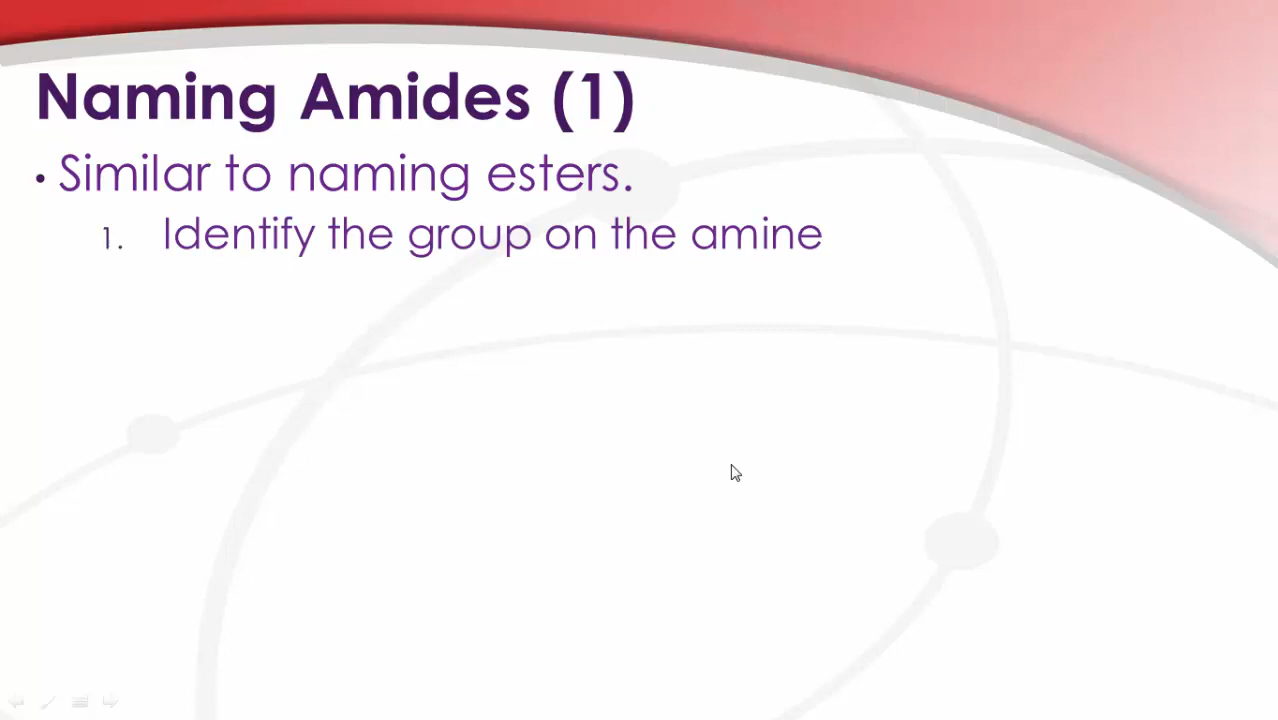 Naming Amides (1)
• Similar to naming esters.
1. Identify the group on the amine